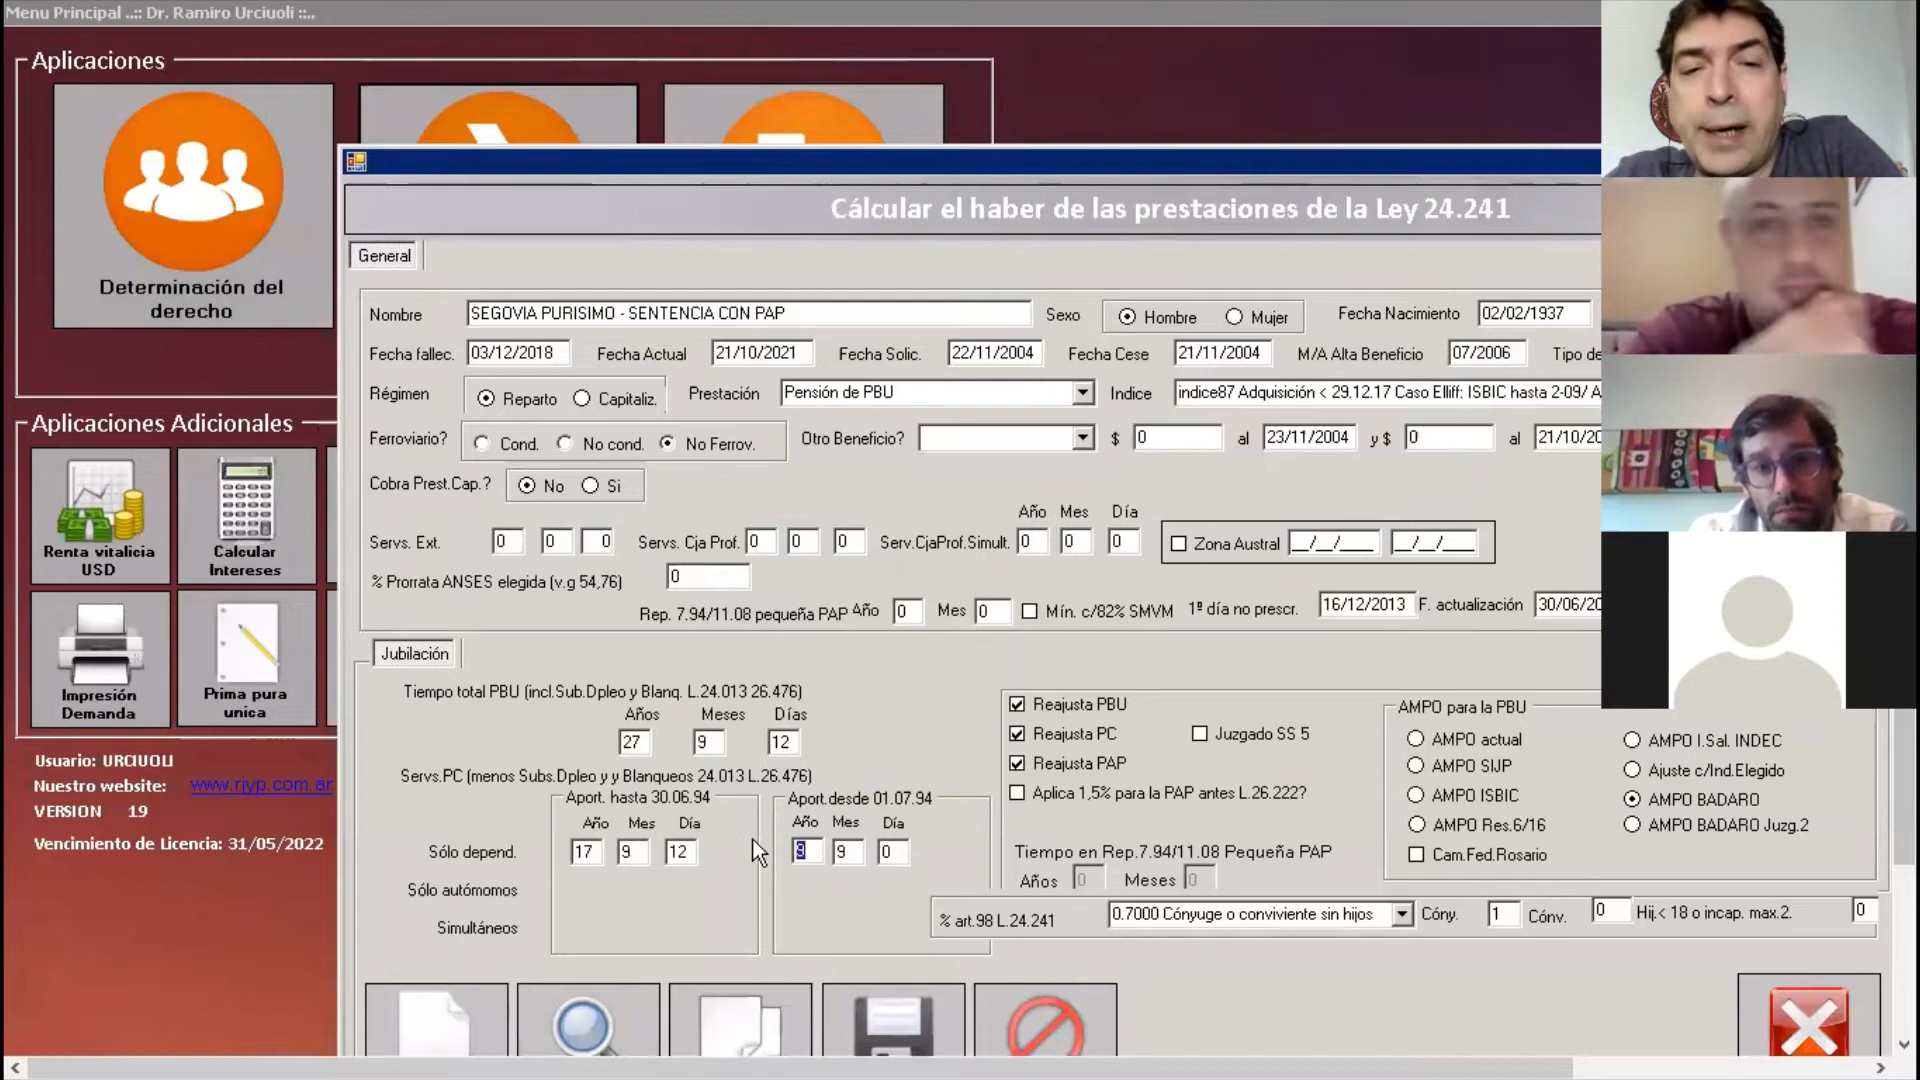 Menu Principal ..:: Dr. Ramiro Urciuoli ::..
Aplicaciones
Determinación del
derecho
Aplicaciones Adicionales
Renta vitalicia
USD
Calcular
Intereses
Impresión
Demanda
Prima pura
unica
Usuario: URCIUOLI
Nuestro website: www.rjyp.com.ar
VERSION 19
Vencimiento de Licencia: 31/05/2022
Cálcular el haber de las prestaciones de la Ley 24.241
General
Nombre SEGOVIA PURISIMO - SENTENCIA CON PAP Sexo Hombre Mujer Fecha Nacimiento 02/02/1937
Fecha fallec. 03/12/2018 Fecha Actual 21/10/2021 Fecha Solic. 22/11/2004 Fecha Cese 21/11/2004 M/A Alta Beneficio 07/2006 Tipo de
Régimen Reparto Capitaliz. Prestación Pensión de PBU Indice indice87 Adquisición < 29.12.17 Caso Elliff: ISBIC hasta 2-09/ A
Ferroviario? Cond. No cond. No Ferrov. Otro Beneficio? $ 0 al 23/11/2004 y $ 0 al 21/10/20
Cobra Prest.Cap.? No Si
Año Mes Día
Servs. Ext. 0 0 0 Servs. Cja Prof. 0 0 0 Serv.CjaProf.Simult. 0 0 0 Zona Austral __/__/____ __/__/____
% Prorrata ANSES elegida (v.g 54,76) 0
Rep. 7.94/11.08 pequeña PAP Año 0 Mes 0 Mín. c/82% SMVM 1º día no prescr. 16/12/2013 F. actualización 30/06/20
Jubilación
Tiempo total PBU (incl.Sub.Dpleo y Blanq. L.24.013 26.476)
Años Meses Días
27 9 12
Servs.PC (menos Subs.Dpleo y y Blanqueos 24.013 L.26.476)
Aport. hasta 30.06.94 Aport.desde 01.07.94
Año Mes Día Año Mes Día
Sólo depend. 17 9 12 9 9 0
Sólo autómomos
Simultáneos
Reajusta PBU
Reajusta PC Juzgado SS 5
Reajusta PAP
Aplica 1,5% para la PAP antes L.26.222?
Tiempo en Rep.7.94/11.08 Pequeña PAP
Años 0 Meses 0
AMPO para la PBU
AMPO actual AMPO I.Sal. INDEC
AMPO SIJP Ajuste c/Ind.Elegido
AMPO ISBIC AMPO BADARO
AMPO Res.6/16 AMPO BADARO Juzg.2
Cam.Fed.Rosario
% art.98 L.24.241 0.7000 Cónyuge o conviviente sin hijos Cóny. 1 Cónv. 0 Hij.< 18 o incap. max.2. 0